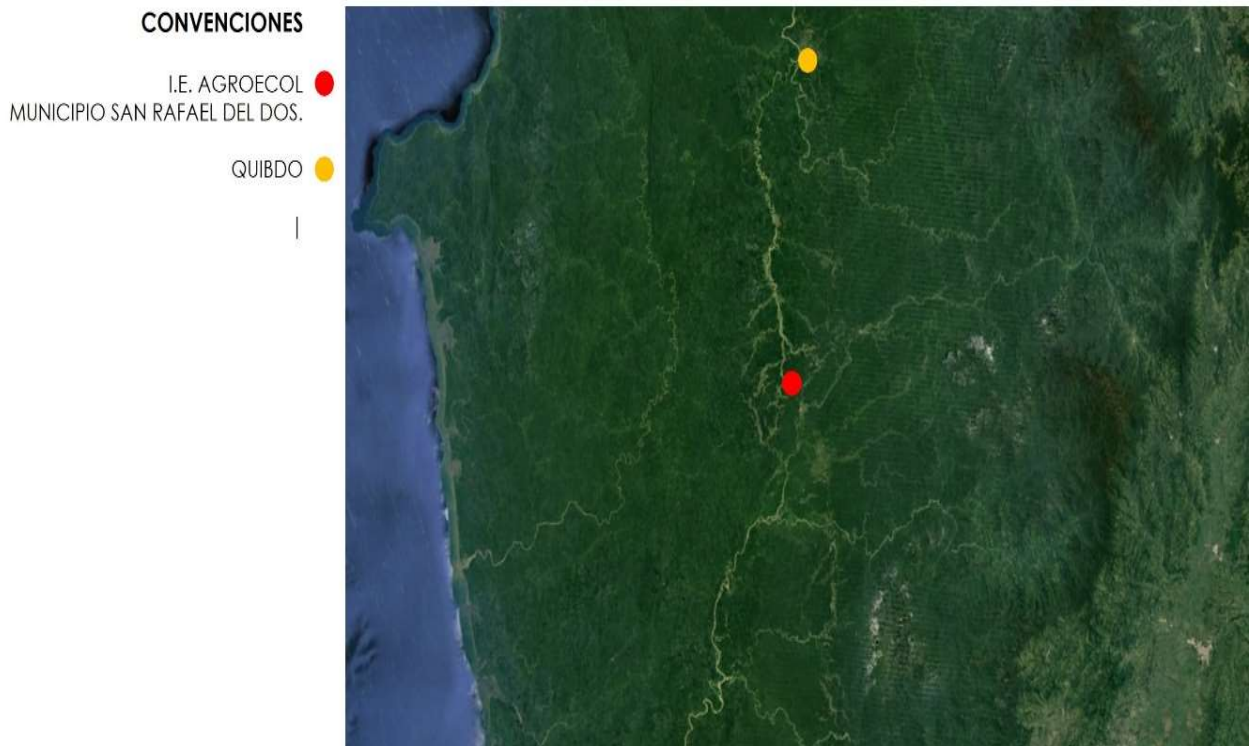 CONVENCIONES
I.E. AGROECOL
MUNICIPIO SAN RAFAEL DEL DOS.
QUIBDO